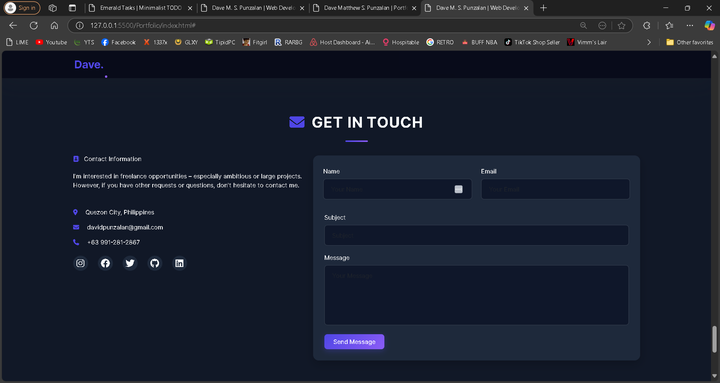 Sign in
Emerald Tasks | Minimalist TODO
Dave M. S. Punzalan | Web Develo
Dave Matthew S. Punzalan | Portf
Dave M. S. Punzalan | Web Develo
127.0.0.1:5500/Portfolio/index.html#
LIME
Youtube
YTS
Facebook
1337x
GLXY
TipidPC
Fitgirl
RARBG
Host Dashboard - Ai...
Hospitable
RETRO
BUFF NBA
TikTok Shop Seller
Vimm's Lair
Other favorites
Dave.
GET IN TOUCH
Contact Information
I'm interested in freelance opportunities – especially ambitious or large projects.
However, if you have other requests or questions, don't hesitate to contact me.
Quezon City, Philippines
davidpunzalan@gmail.com
+63 991-281-2867
Name
Email
Your Name
Your Email
Subject
Subject
Message
Your Message
Send Message